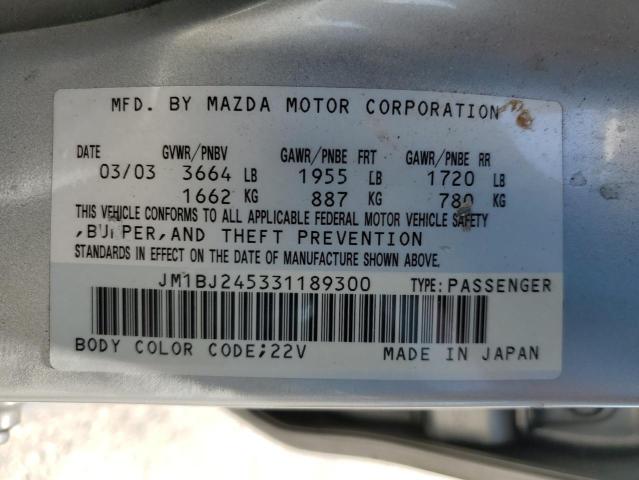 MFD. BY MAZDA MOTOR CORPORATION
DATE GVWR/PNBV GAWR/PNBE FRT GAWR/PNBE RR
03/03 3664 LB 1955 LB 1720 LB
1662 KG 887 KG 780 KG
THIS VEHICLE CONFORMS TO ALL APPLICABLE FEDERAL MOTOR VEHICLE SAFETY
,BUMPER,AND THEFT PREVENTION
STANDARDS IN EFFECT ON THE DATE OF MANUFACTURE SHOWN ABOVE.
JM1BJ245331189300 TYPE:PASSENGER
BODY COLOR CODE;22V MADE IN JAPAN